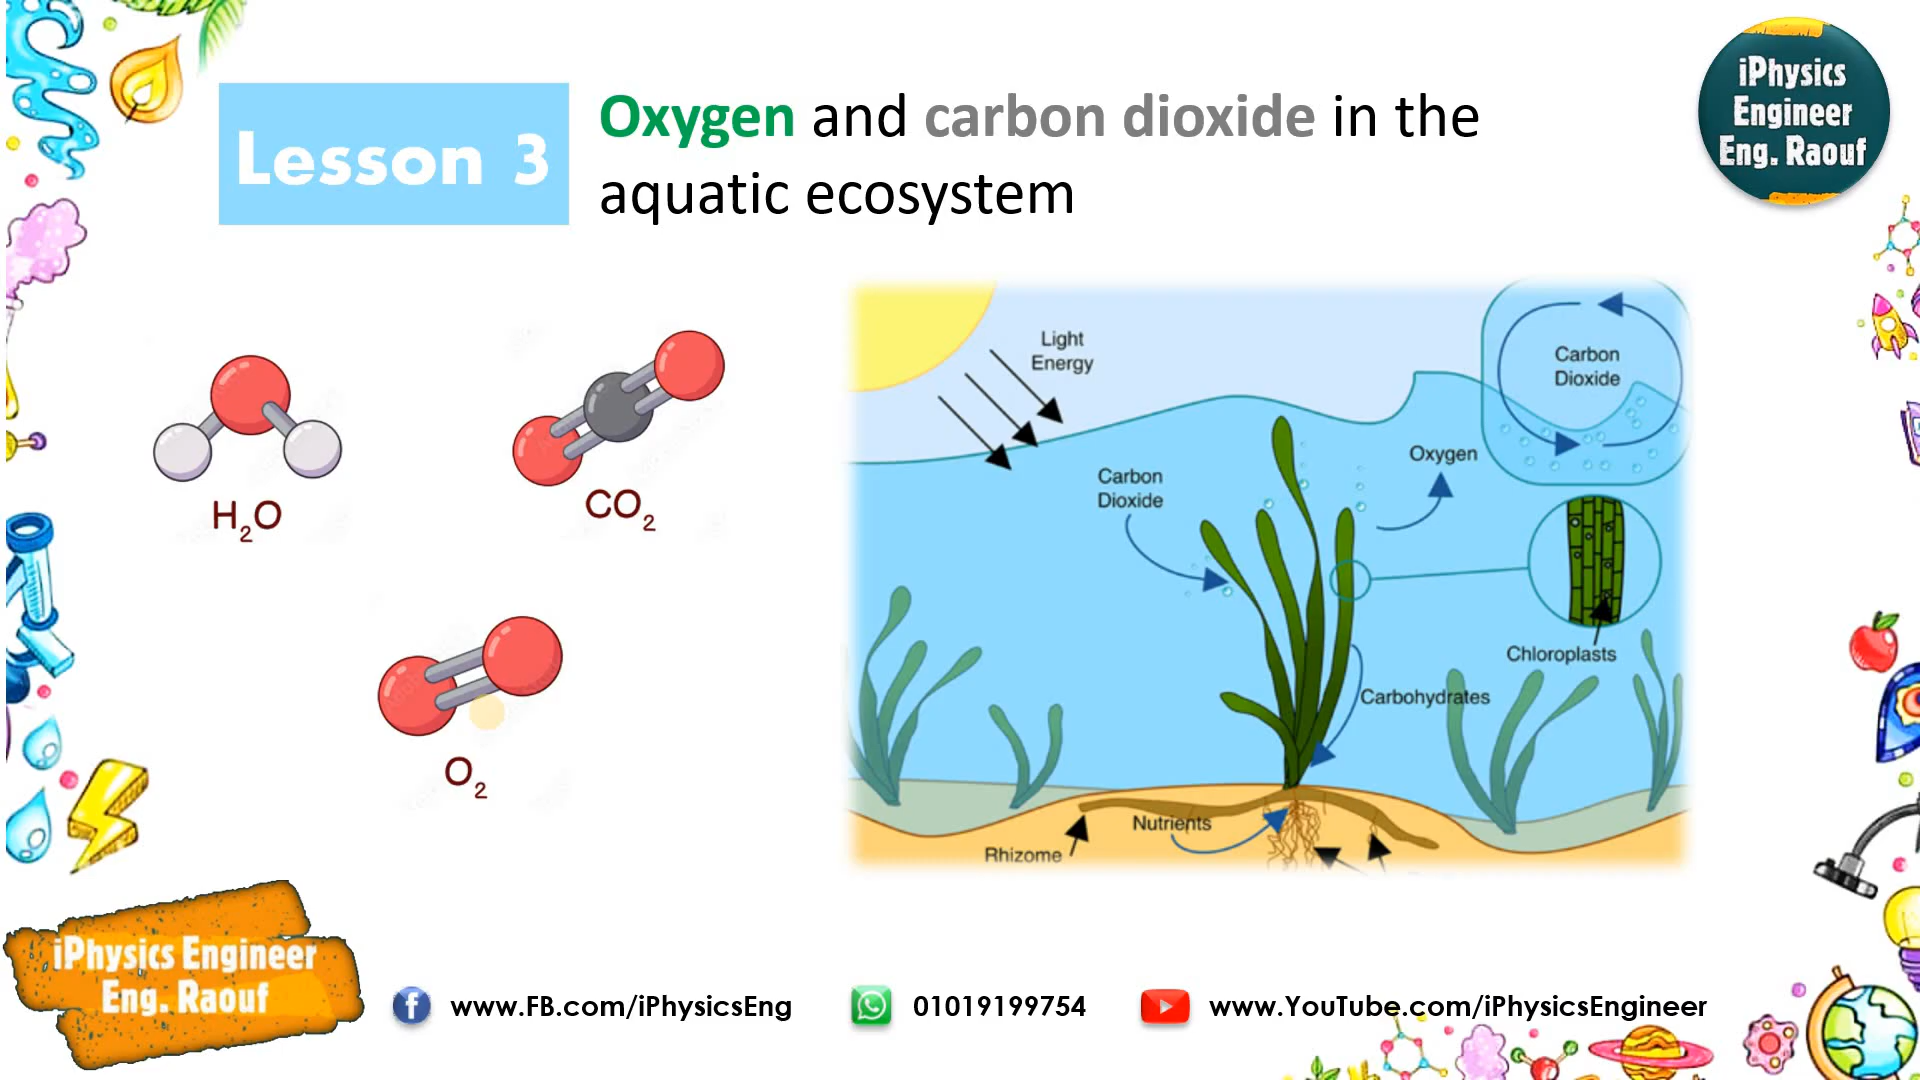 Lesson 3
Oxygen and carbon dioxide in the
aquatic ecosystem
iPhysics
Engineer
Eng. Raouf
H2O
CO2
O2
Light
Energy
Carbon
Dioxide
Carbon
Dioxide
Oxygen
Chloroplasts
Carbohydrates
Nutrients
Rhizome
iPhysics Engineer
Eng. Raouf
www.FB.com/iPhysicsEng
01019199754
www.YouTube.com/iPhysicsEngineer